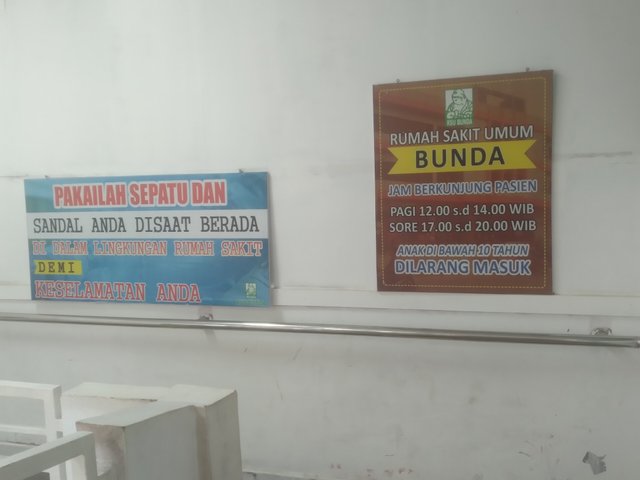 PAKAILAH SEPATU DAN
SANDAL ANDA DISAAT BERADA
DI DALAM LINGKUNGAN RUMAH SAKIT
DEMI
KESELAMATAN ANDA
RSU BUNDA
RUMAH SAKIT UMUM
BUNDA
JAM BERKUNJUNG PASIEN
PAGI 12.00 s.d 14.00 WIB
SORE 17.00 s.d 20.00 WIB
ANAK DI BAWAH 10 TAHUN
DILARANG MASUK